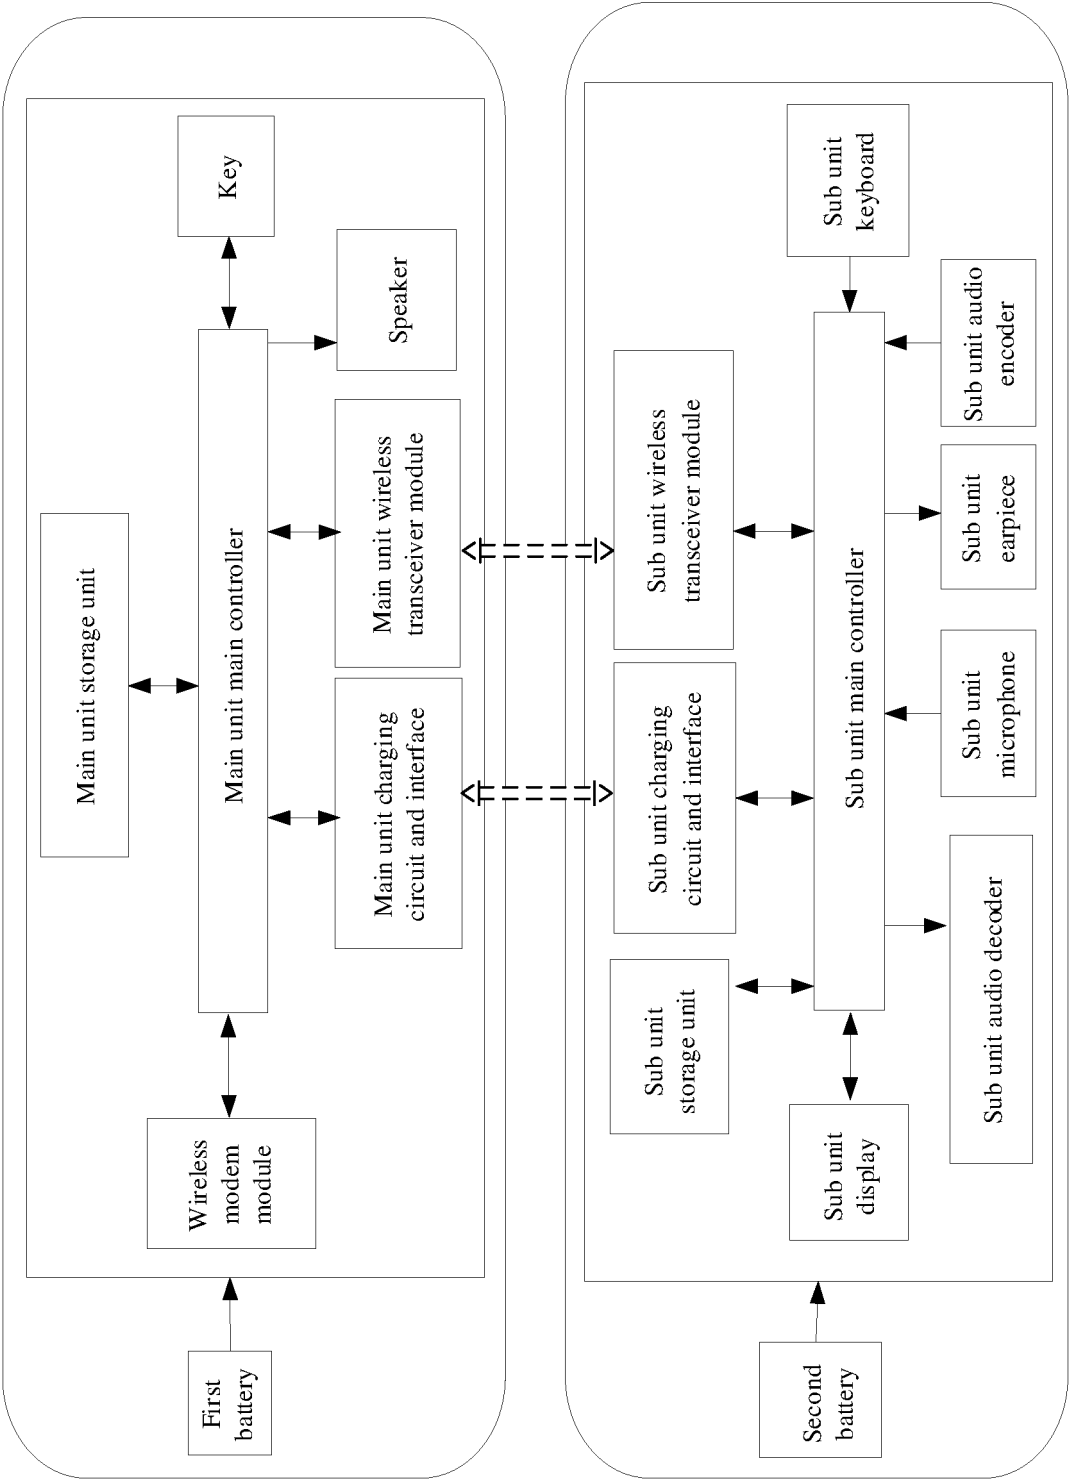 First
battery
Wireless
modem
module
Main unit storage unit
Main unit main controller
Key
Main unit charging
circuit and interface
Main unit wireless
transceiver module
Speaker
Second
battery
Sub unit
storage unit
Sub unit charging
circuit and interface
Sub unit wireless
transceiver module
Sub unit
display
Sub unit main controller
Sub unit
keyboard
Sub unit audio decoder
Sub unit
microphone
Sub unit
earpiece
Sub unit audio
encoder